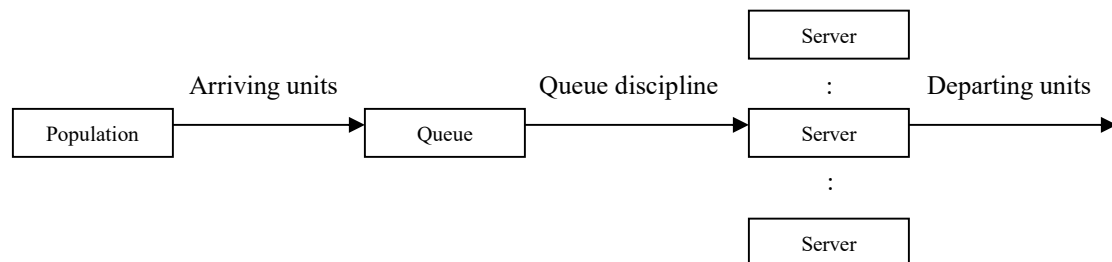 Server
Arriving units
Queue discipline
:
Departing units
Population
Queue
Server
:
Server